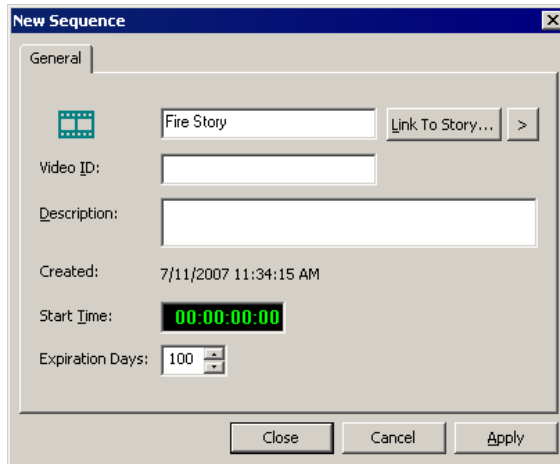 New Sequence
General
Fire Story
Link To Story...
>
Video ID:
Description:
Created:
7/11/2007 11:34:15 AM
Start Time:
00:00:00:00
Expiration Days:
100
Close
Cancel
Apply